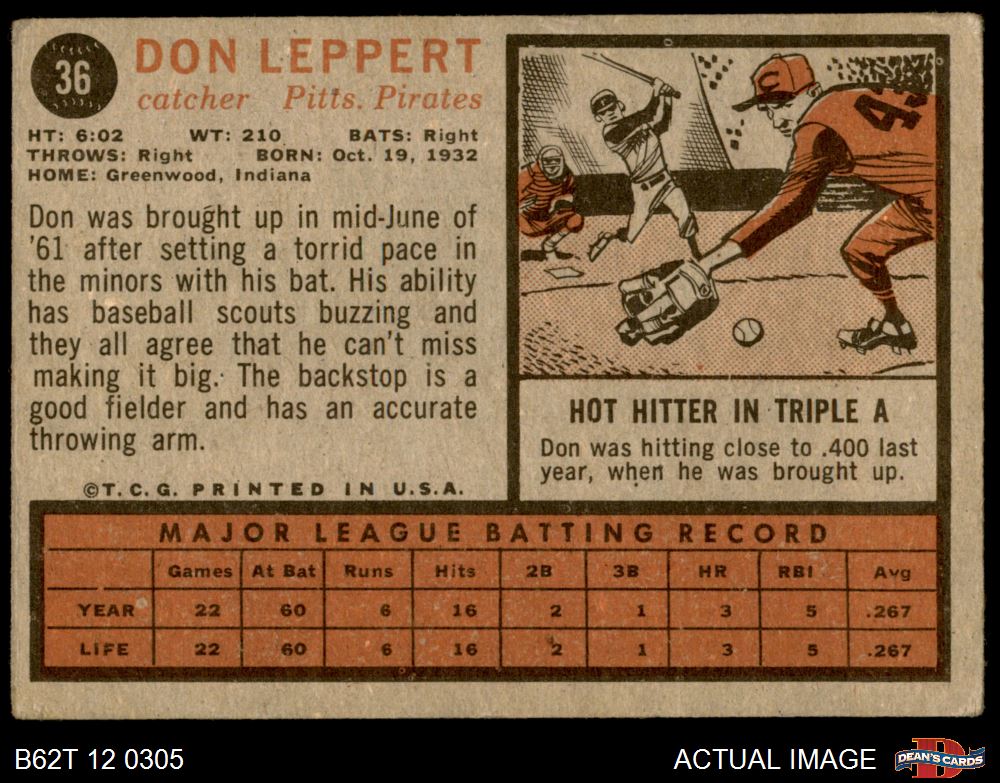 36
DON LEPPERT
catcher Pitts. Pirates
HT: 6:02 WT: 210 BATS: Right
THROWS: Right BORN: Oct. 19, 1932
HOME: Greenwood, Indiana
Don was brought up in mid-June of
'61 after setting a torrid pace in
the minors with his bat. His ability
has baseball scouts buzzing and
they all agree that he can't miss
making it big. The backstop is a
good fielder and has an accurate
throwing arm.
©T.C.G. PRINTED IN U.S.A.
C
4
HOT HITTER IN TRIPLE A
Don was hitting close to .400 last
year, when he was brought up.
MAJOR LEAGUE BATTING RECORD
Games At Bat Runs Hits 2B 3B HR RBI Avg
YEAR 22 60 6 16 2 1 3 5 .267
LIFE 22 60 6 16 2 1 3 5 .267
B62T 12 0305
ACTUAL IMAGE
D
DEAN'S CARDS